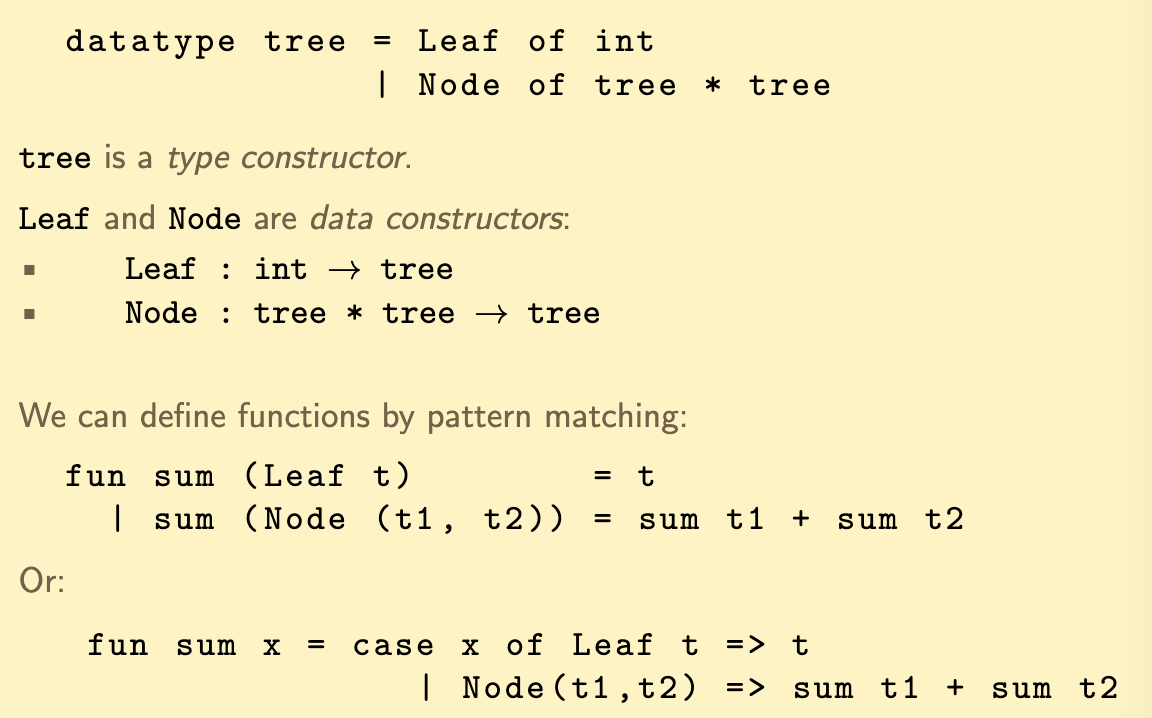 datatype tree = Leaf of int
| Node of tree * tree
tree is a type constructor.
Leaf and Node are data constructors:
▪ Leaf : int → tree
▪ Node : tree * tree → tree
We can define functions by pattern matching:
fun sum (Leaf t) = t
| sum (Node (t1, t2)) = sum t1 + sum t2
Or:
fun sum x = case x of Leaf t => t
| Node(t1,t2) => sum t1 + sum t2